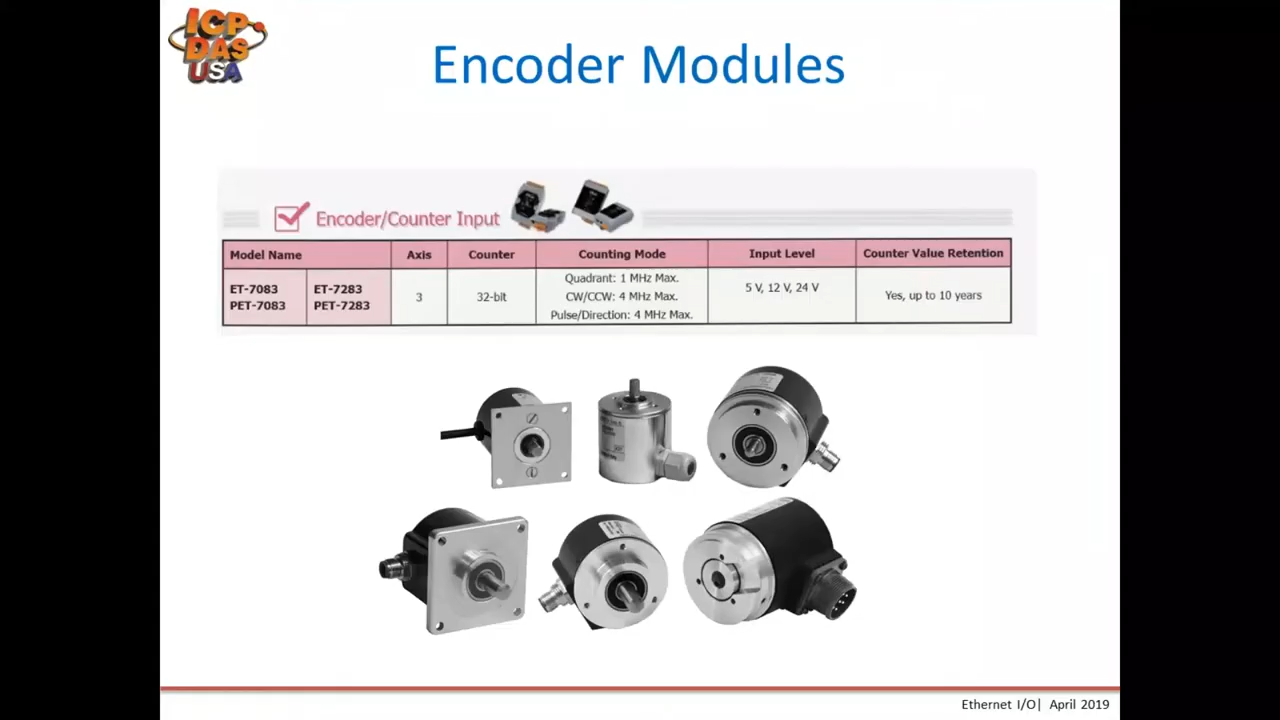 ICP
DAS
USA
Encoder Modules
Encoder/Counter Input
Model Name Axis Counter Counting Mode Input Level Counter Value Retention
ET-7083 ET-7283
PET-7083 PET-7283
3
32-bit
Quadrant: 1 MHz Max.
CW/CCW: 4 MHz Max.
Pulse/Direction: 4 MHz Max.
5 V, 12 V, 24 V
Yes, up to 10 years
Ethernet I/O| April 2019